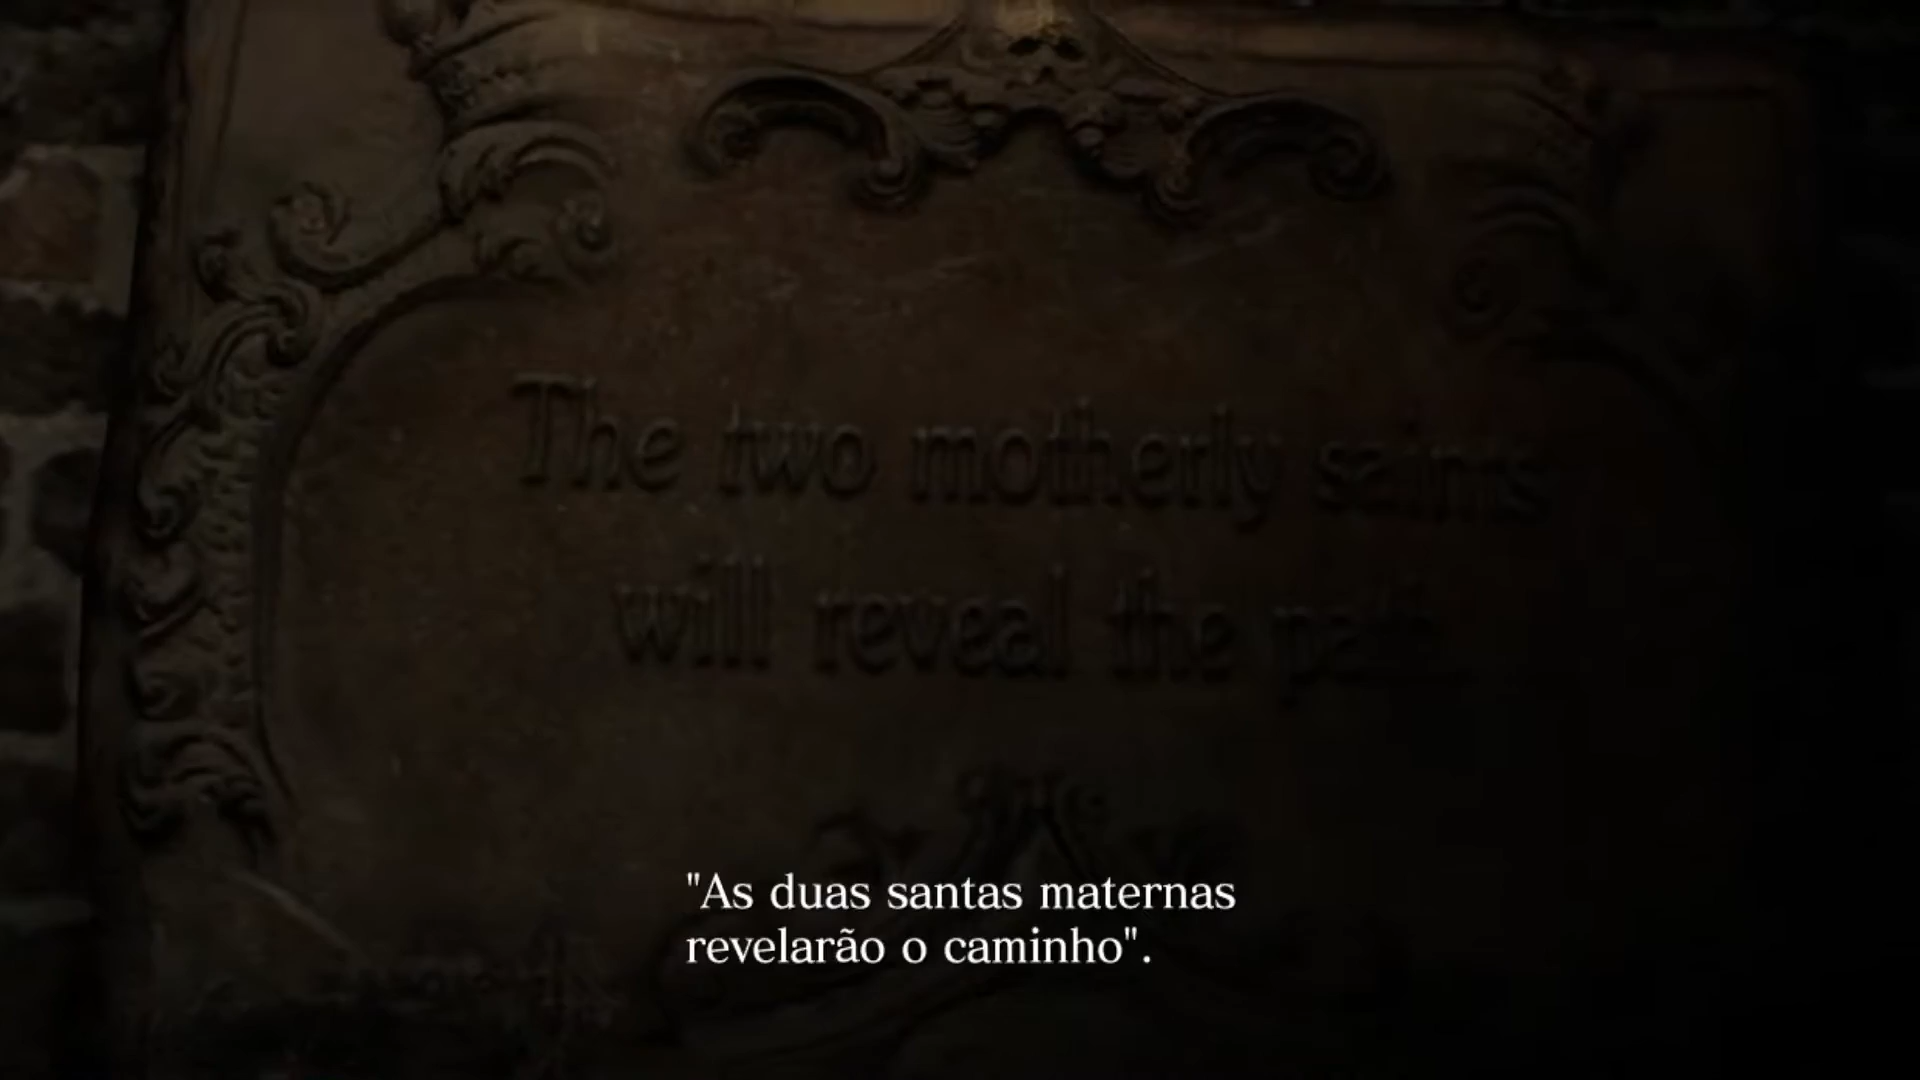 The two motherly saints
will reveal the path.
"As duas santas maternas
revelarão o caminho".